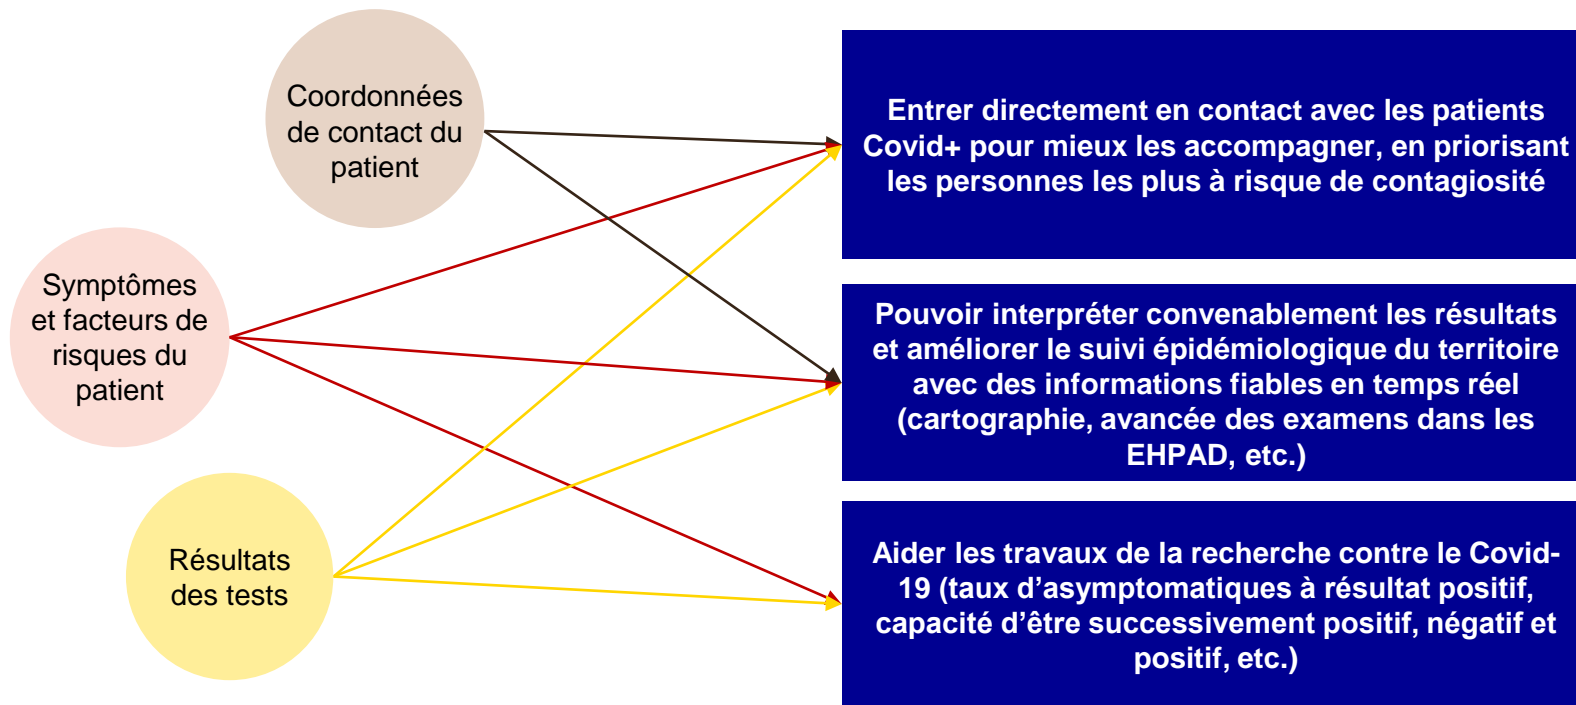 Coordonnées
de contact du
patient
Symptômes
et facteurs de
risques du
patient
Résultats
des tests
Entrer directement en contact avec les patients
Covid+ pour mieux les accompagner, en priorisant
les personnes les plus à risque de contagiosité
Pouvoir interpréter convenablement les résultats
et améliorer le suivi épidémiologique du territoire
avec des informations fiables en temps réel
(cartographie, avancée des examens dans les
EHPAD, etc.)
Aider les travaux de la recherche contre le Covid-
19 (taux d’asymptomatiques à résultat positif,
capacité d’être successivement positif, négatif et
positif, etc.)